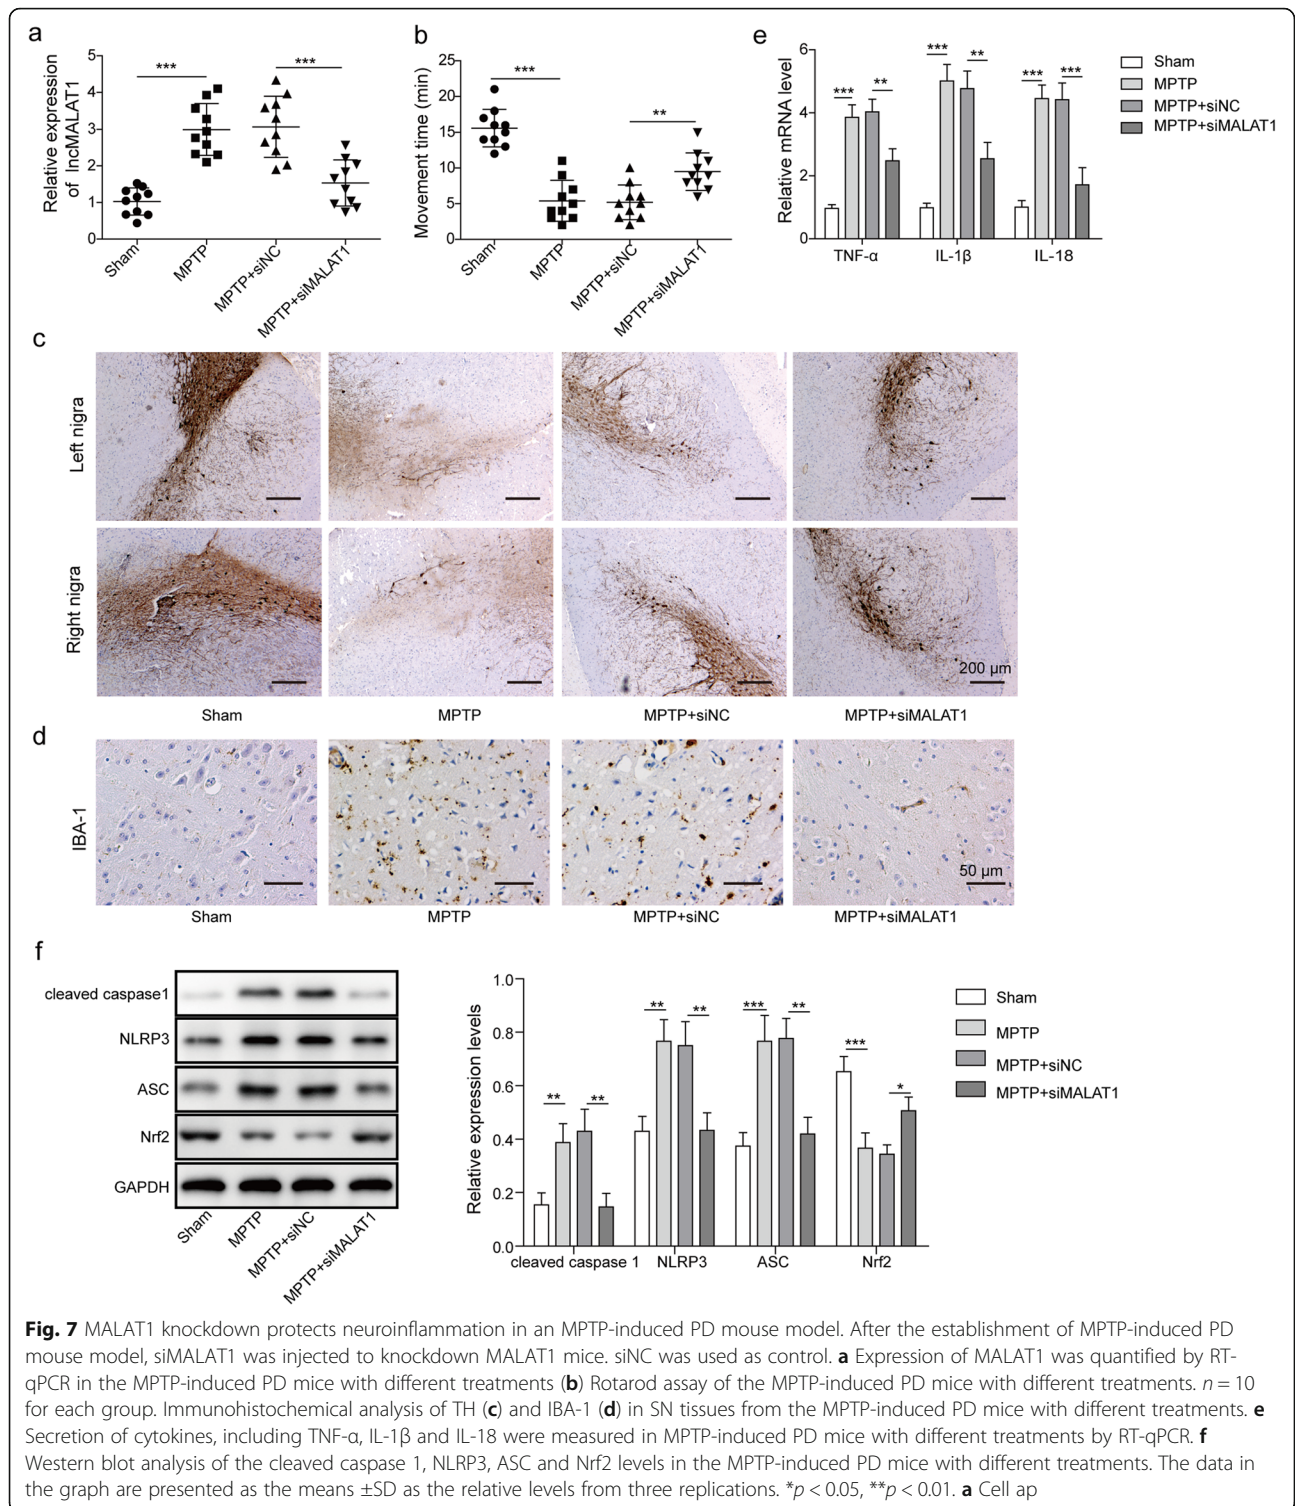 a
Relative expression
of lncMALAT1
5
4
3
2
1
0
***
***
Sham
MPTP
MPTP+siNC
MPTP+siMALAT1
b
Movement time (min)
25
20
15
10
5
0
***
**
Sham
MPTP
MPTP+siNC
MPTP+siMALAT1
e
Relative mRNA level
6
4
2
0
***
**
***
**
***
***
TNF-α
IL-1β
IL-18
Sham
MPTP
MPTP+siNC
MPTP+siMALAT1
c
Left nigra
Right nigra
200 μm
Sham
MPTP
MPTP+siNC
MPTP+siMALAT1
d
IBA-1
50 μm
Sham
MPTP
MPTP+siNC
MPTP+siMALAT1
f
cleaved caspase1
NLRP3
ASC
Nrf2
GAPDH
Sham
MPTP
MPTP+siNC
MPTP+siMALAT1
Relative expression levels
1.0
0.8
0.6
0.4
0.2
0.0
**
**
**
**
***
**
***
*
cleaved caspase 1
NLRP3
ASC
Nrf2
Sham
MPTP
MPTP+siNC
MPTP+siMALAT1
Fig. 7 MALAT1 knockdown protects neuroinflammation in an MPTP-induced PD mouse model. After the establishment of MPTP-induced PD
mouse model, siMALAT1 was injected to knockdown MALAT1 mice. siNC was used as control. a Expression of MALAT1 was quantified by RT-
qPCR in the MPTP-induced PD mice with different treatments (b) Rotarod assay of the MPTP-induced PD mice with different treatments. n = 10
for each group. Immunohistochemical analysis of TH (c) and IBA-1 (d) in SN tissues from the MPTP-induced PD mice with different treatments. e
Secretion of cytokines, including TNF-α, IL-1β and IL-18 were measured in MPTP-induced PD mice with different treatments by RT-qPCR. f
Western blot analysis of the cleaved caspase 1, NLRP3, ASC and Nrf2 levels in the MPTP-induced PD mice with different treatments. The data in
the graph are presented as the means ±SD as the relative levels from three replications. *p < 0.05, **p < 0.01. a Cell ap